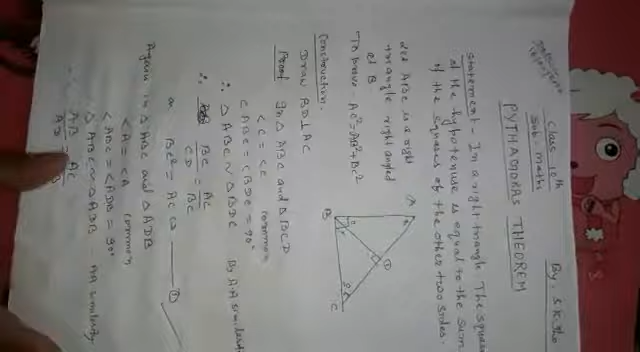 Class 10th
By. S.K. Jha
Sub - maths
PYTHAGORAS THEOREM
Statement - In a right triangle, The square
of the hypotenuse is equal to the sum
of the squares of the other two sides.
Let ABC is a right
triangle right angled
at B
To prove - AC² = AB² + BC²
A
B
D
C
Construction.
Draw BD ⊥ AC
Proof In Δ ABC and Δ BCD
<C = <C common
<ABC = <BDC = 90°
∴ Δ ABC ~ Δ BDC By AA similarity
∴ BC/CD = AC/BC
or BC² = AC CD — ①
Again in Δ ABC and Δ ADB
<A = <A common
<ABC = <ADB = 90°
Δ ABC ~ Δ ADB AA similarity
AB/AD = AC